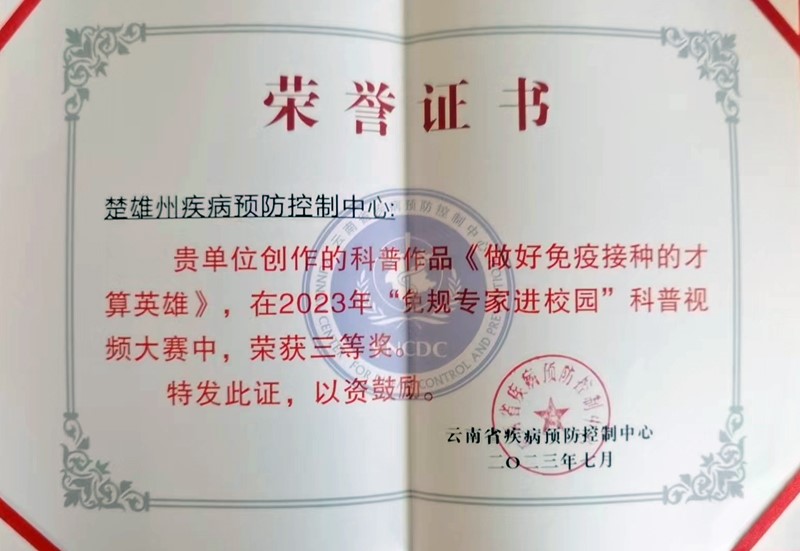 荣誉证书
楚雄州疾病预防控制中心:
贵单位创作的科普作品《做好免疫接种的才
算英雄》,在2023年“免规专家进校园”科普视
频大赛中,荣获三等奖。
特发此证,以资鼓励。
云南省疾病预防控制中心
二〇二三年七月